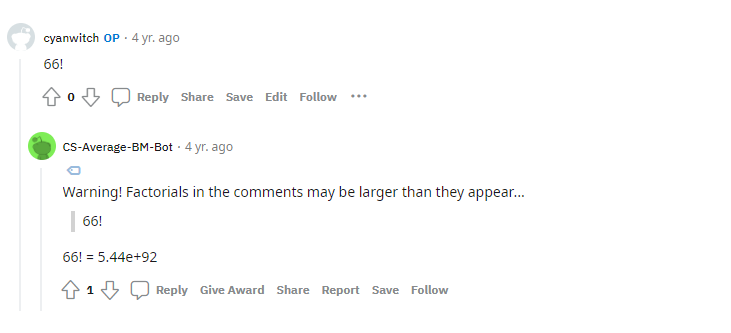 cyanwitch OP · 4 yr. ago
66!
0 Reply Share Save Edit Follow ···
CS-Average-BM-Bot · 4 yr. ago
Warning! Factorials in the comments may be larger than they appear...
66!
66! = 5.44e+92
1 Reply Give Award Share Report Save Follow